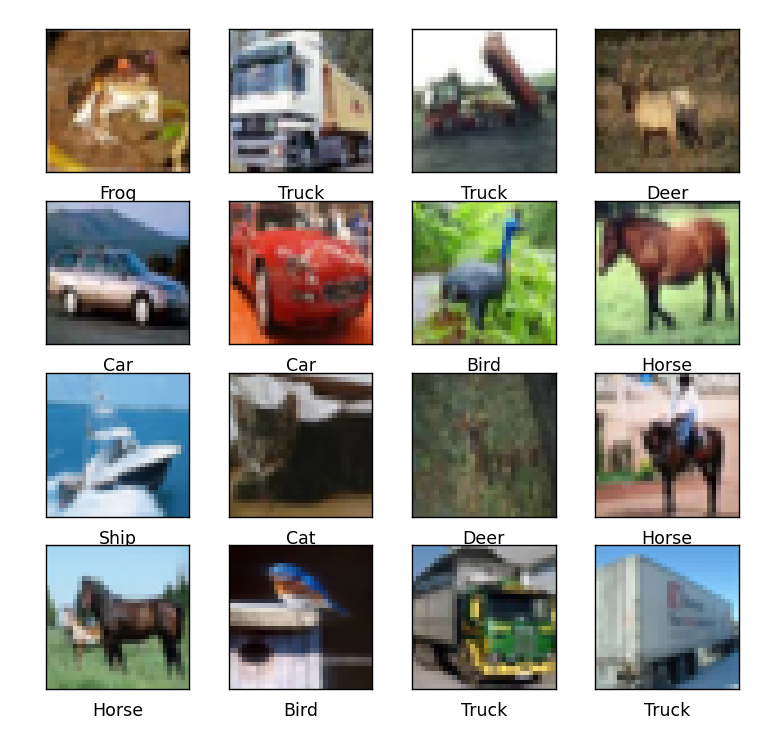 Frog Truck Truck Deer
Car Car Bird Horse
Ship Cat Deer Horse
Horse Bird Truck Truck